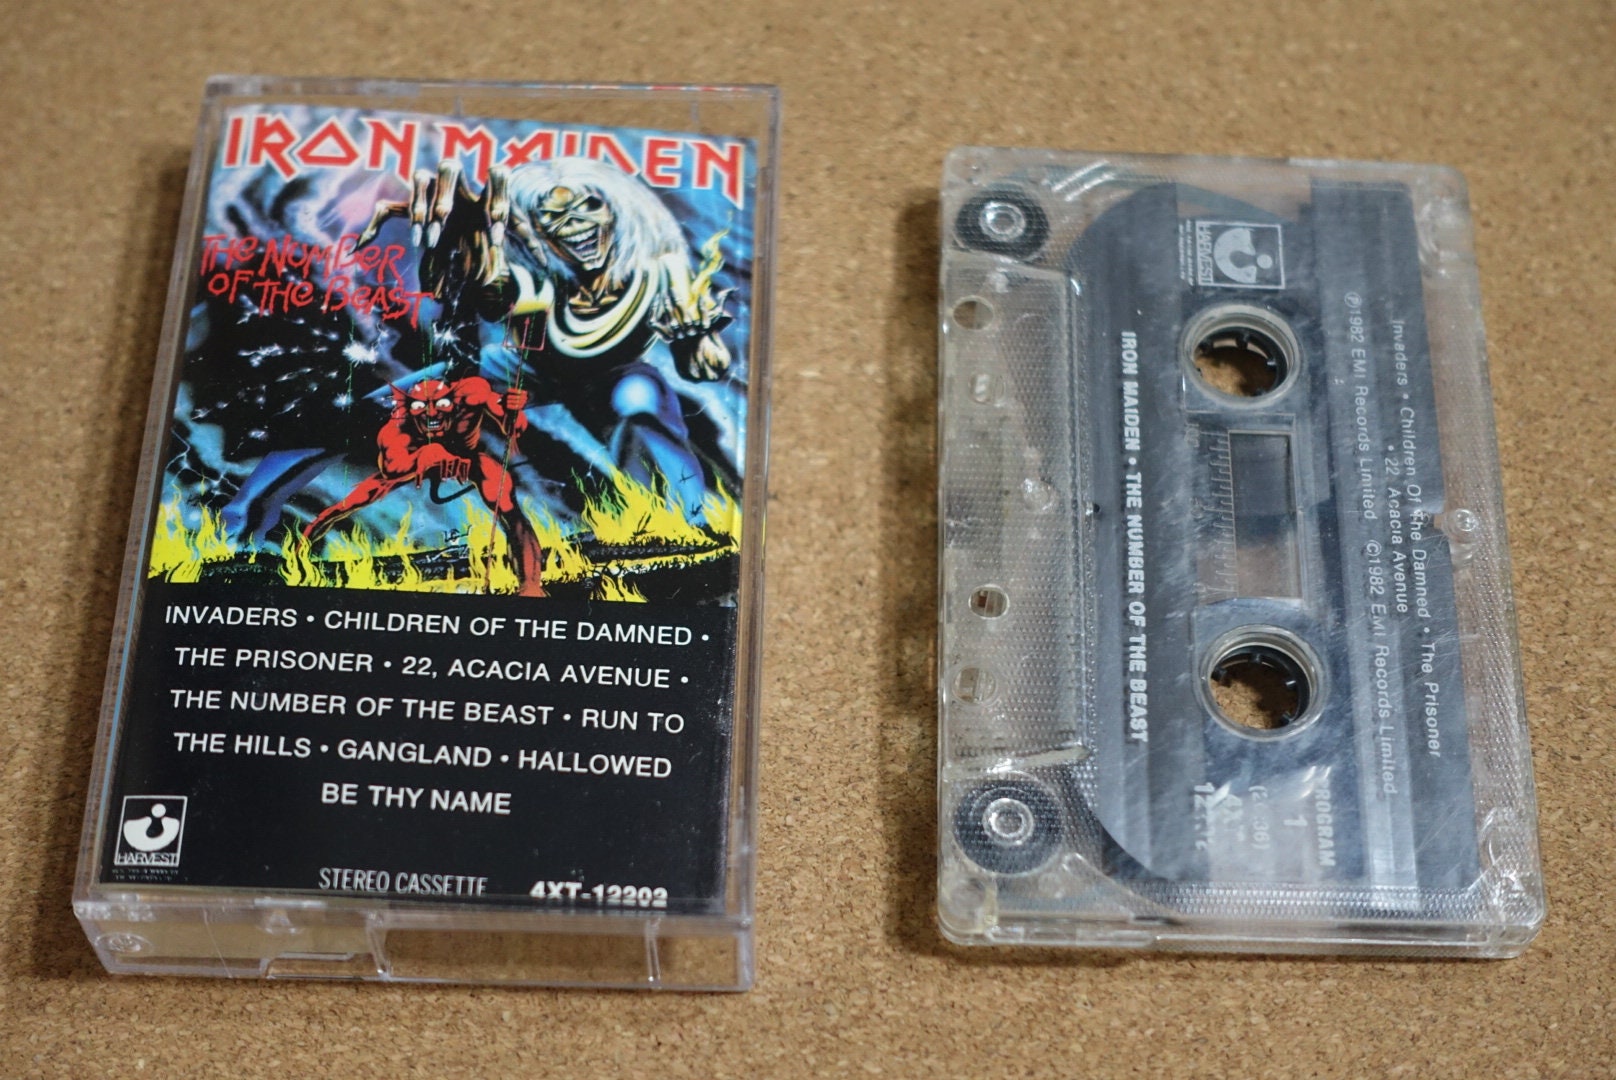 IRON MAIDEN
THE NUMBER
OF THE BEAST
INVADERS • CHILDREN OF THE DAMNED •
THE PRISONER • 22, ACACIA AVENUE •
THE NUMBER OF THE BEAST • RUN TO
THE HILLS • GANGLAND • HALLOWED
BE THY NAME
HARVEST
STEREO CASSETTE 4XT-12202
HARVEST
IRON MAIDEN • THE NUMBER OF THE BEAST
PROGRAM
1
Invaders • Children Of The Damned • The Prisoner
• 22 Acacia Avenue
℗1982 EMI Records Limited ©1982 EMI Records Limited